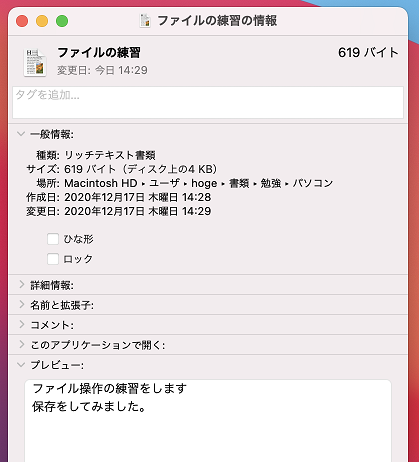 ファイルの練習の情報
ファイルの練習 619 バイト
変更日: 今日 14:29
タグを追加...
一般情報:
種類: リッチテキスト書類
サイズ: 619 バイト（ディスク上の4 KB）
場所: Macintosh HD ▸ ユーザ ▸ hoge ▸ 書類 ▸ 勉強 ▸ パソコン
作成日: 2020年12月17日 木曜日 14:28
変更日: 2020年12月17日 木曜日 14:29
ひな形
ロック
詳細情報:
名前と拡張子:
コメント:
このアプリケーションで開く:
プレビュー:
ファイル操作の練習をします
保存をしてみました。